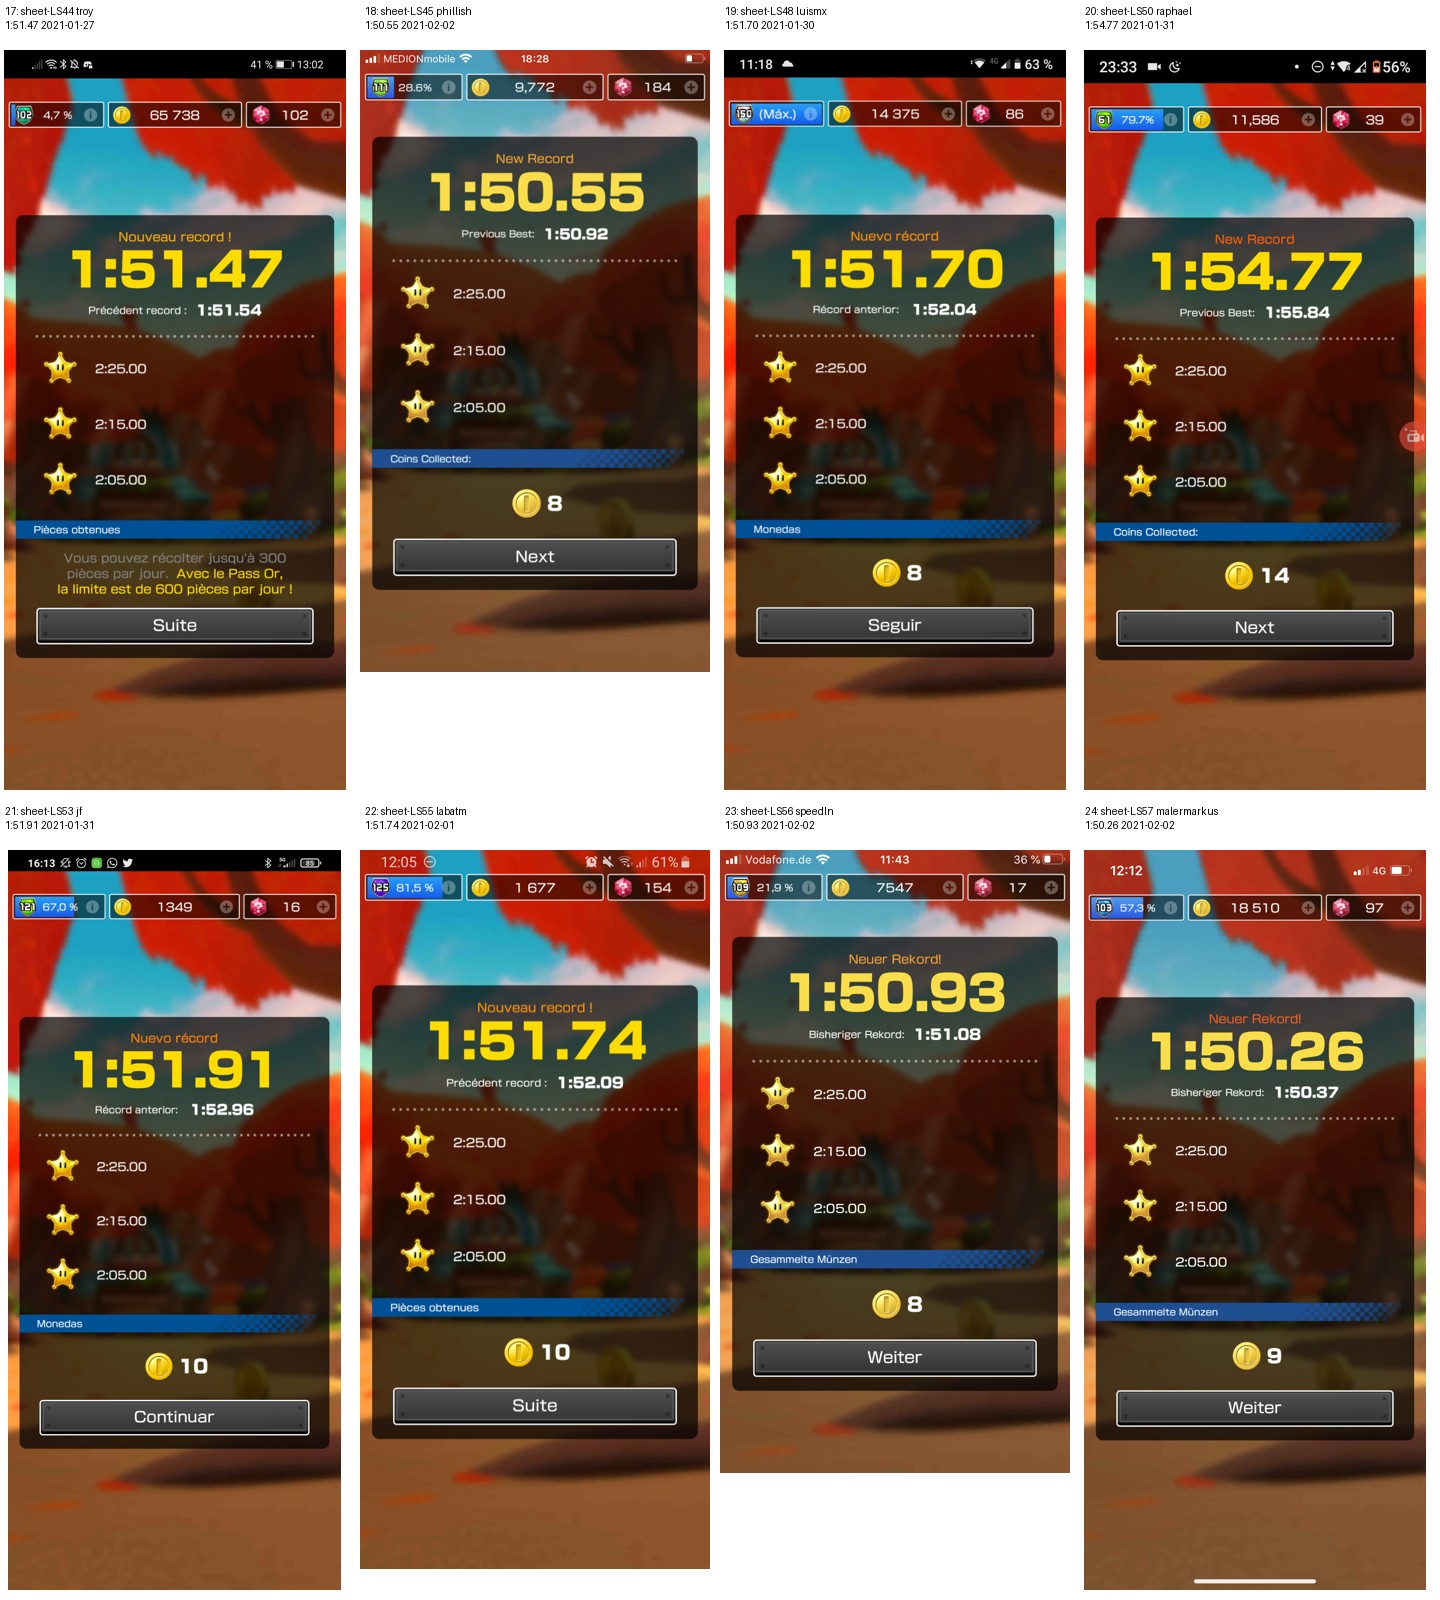 17: sheet-LS44 troy
1:51.47 2021-01-27
41 % 13:02
102 4,7 % 65 738 102
Nouveau record !
1:51.47
Précédent record : 1:51.54
2:25.00
2:15.00
2:05.00
Pièces obtenues
Vous pouvez récolter jusqu'à 300
pièces par jour. Avec le Pass Or,
la limite est de 600 pièces par jour !
Suite
18: sheet-LS45 phillish
1:50.55 2021-02-02
MEDIONmobile 18:28
111 28.6% 9,772 184
New Record
1:50.55
Previous Best: 1:50.92
2:25.00
2:15.00
2:05.00
Coins Collected:
8
Next
19: sheet-LS48 luismx
1:51.70 2021-01-30
11:18 4G 63 %
150 (Máx.) 14 375 86
Nuevo récord
1:51.70
Récord anterior: 1:52.04
2:25.00
2:15.00
2:05.00
Monedas
8
Seguir
20: sheet-LS50 raphael
1:54.77 2021-01-31
23:33 56%
61 79.7% 11,586 39
New Record
1:54.77
Previous Best: 1:55.84
2:25.00
2:15.00
2:05.00
Coins Collected:
14
Next
21: sheet-LS53 jf
1:51.91 2021-01-31
16:13 85
121 67,0 % 1349 16
Nuevo récord
1:51.91
Récord anterior: 1:52.96
2:25.00
2:15.00
2:05.00
Monedas
10
Continuar
22: sheet-LS55 labatm
1:51.74 2021-02-01
12:05 61%
125 81,5 % 1 677 154
Nouveau record !
1:51.74
Précédent record : 1:52.09
2:25.00
2:15.00
2:05.00
Pièces obtenues
10
Suite
23: sheet-LS56 speedln
1:50.93 2021-02-02
Vodafone.de 11:43 36 %
109 21,9 % 7547 17
Neuer Rekord!
1:50.93
Bisheriger Rekord: 1:51.08
2:25.00
2:15.00
2:05.00
Gesammelte Münzen
8
Weiter
24: sheet-LS57 malermarkus
1:50.26 2021-02-02
12:12 4G
103 57,3 % 18 510 97
Neuer Rekord!
1:50.26
Bisheriger Rekord: 1:50.37
2:25.00
2:15.00
2:05.00
Gesammelte Münzen
9
Weiter